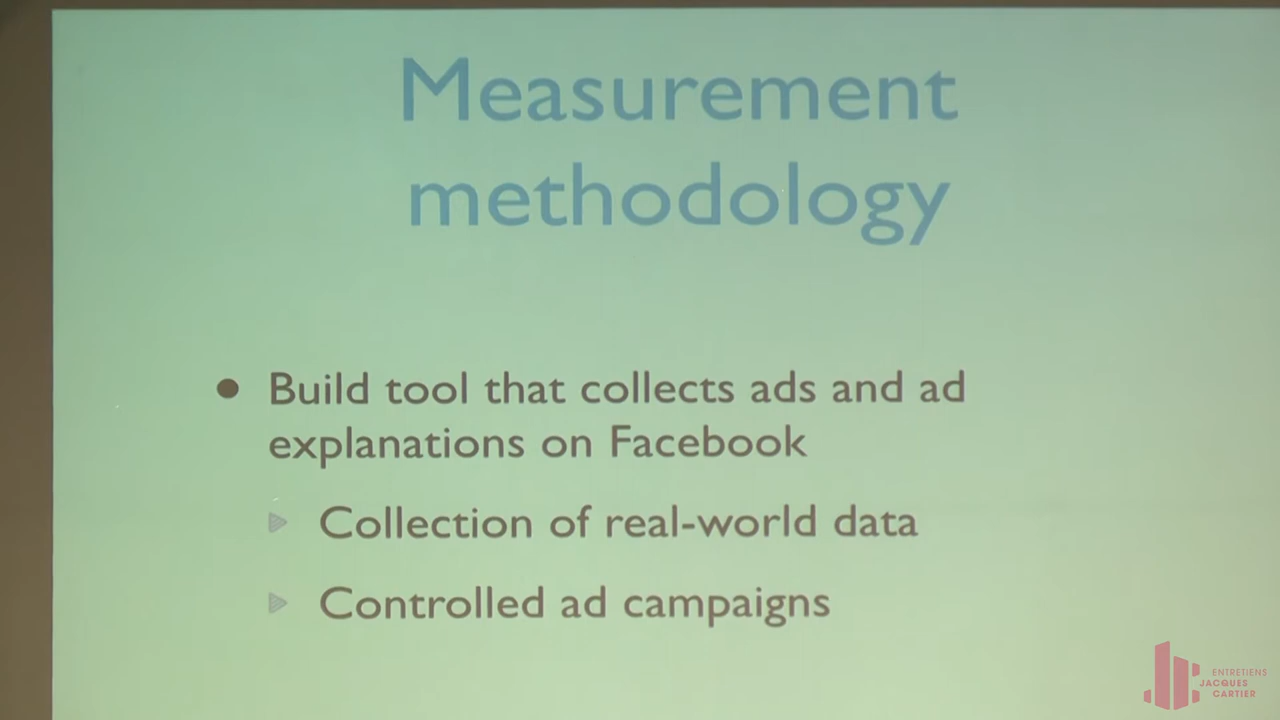 Measurement
methodology
● Build tool that collects ads and ad
explanations on Facebook
Collection of real-world data
Controlled ad campaigns
ENTRETIENS
JACQUES
CARTIER